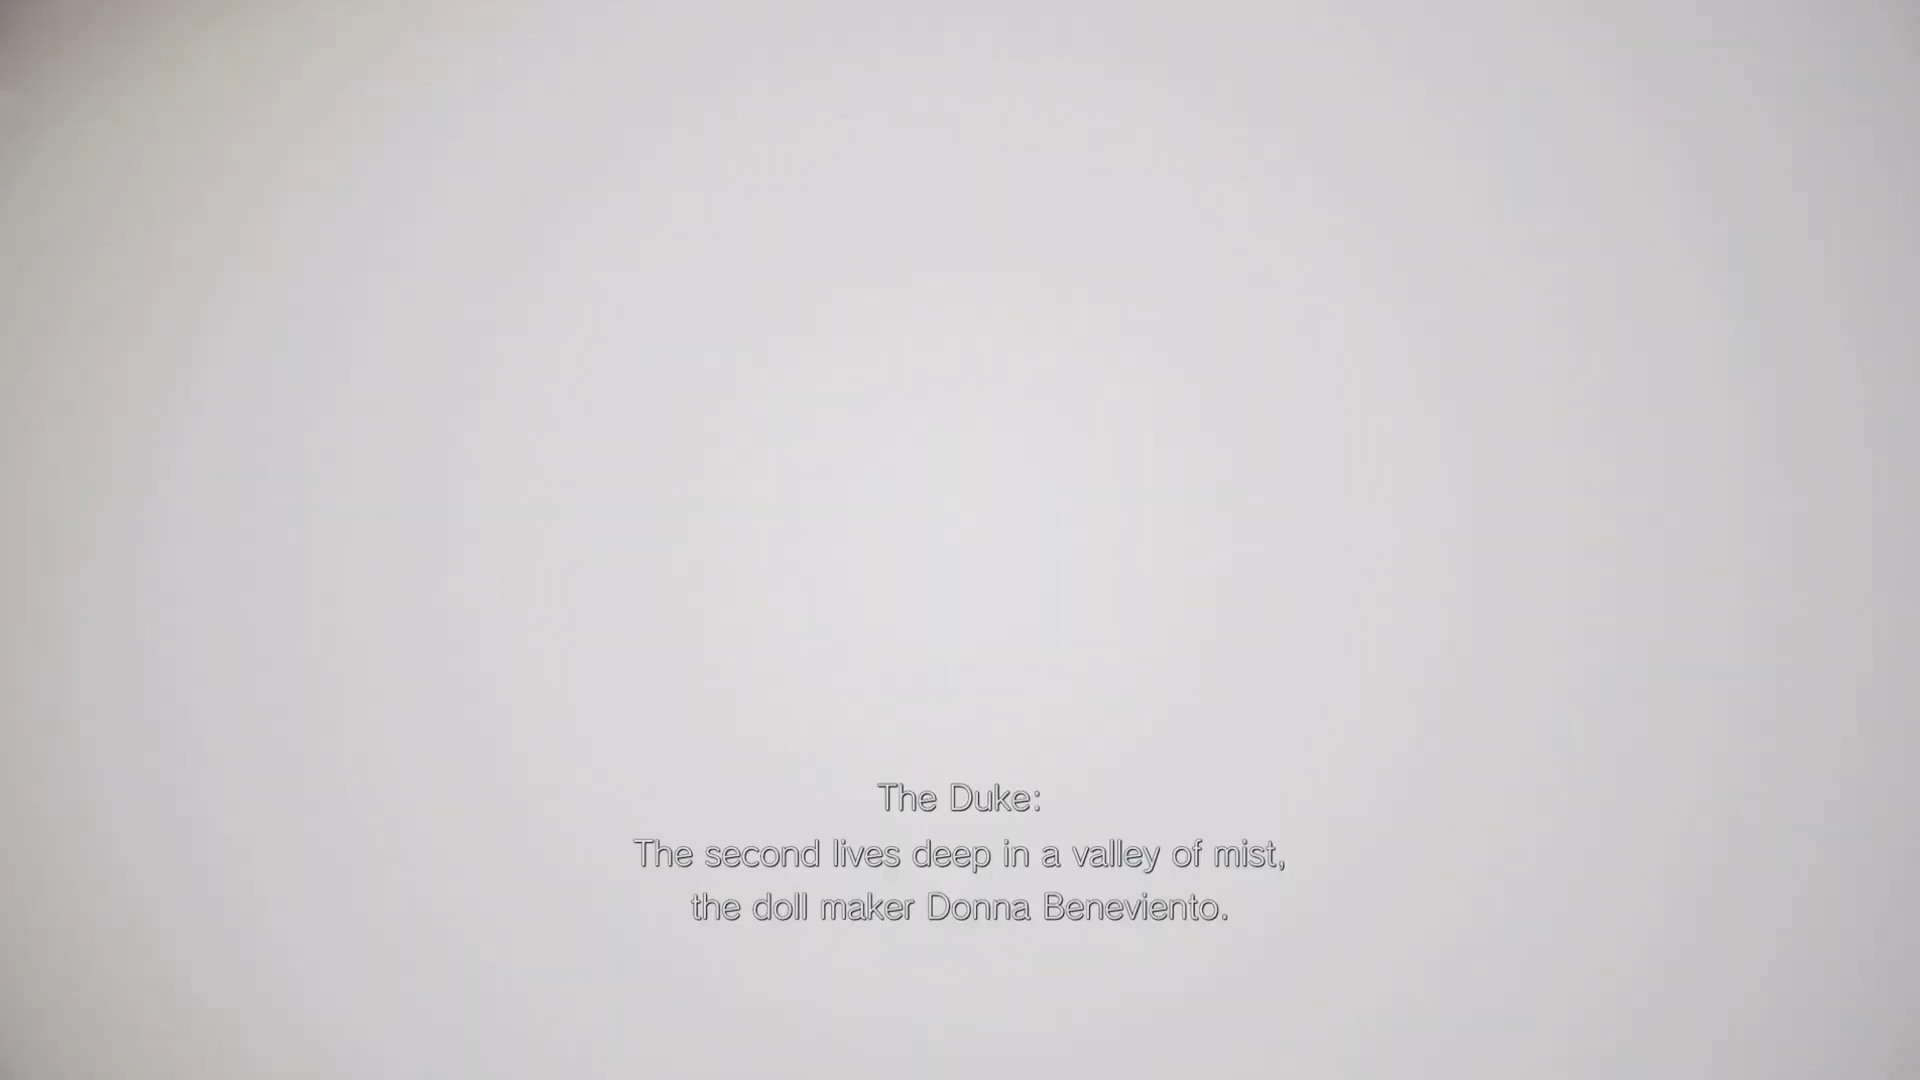 The Duke:
The second lives deep in a valley of mist,
the doll maker Donna Beneviento.